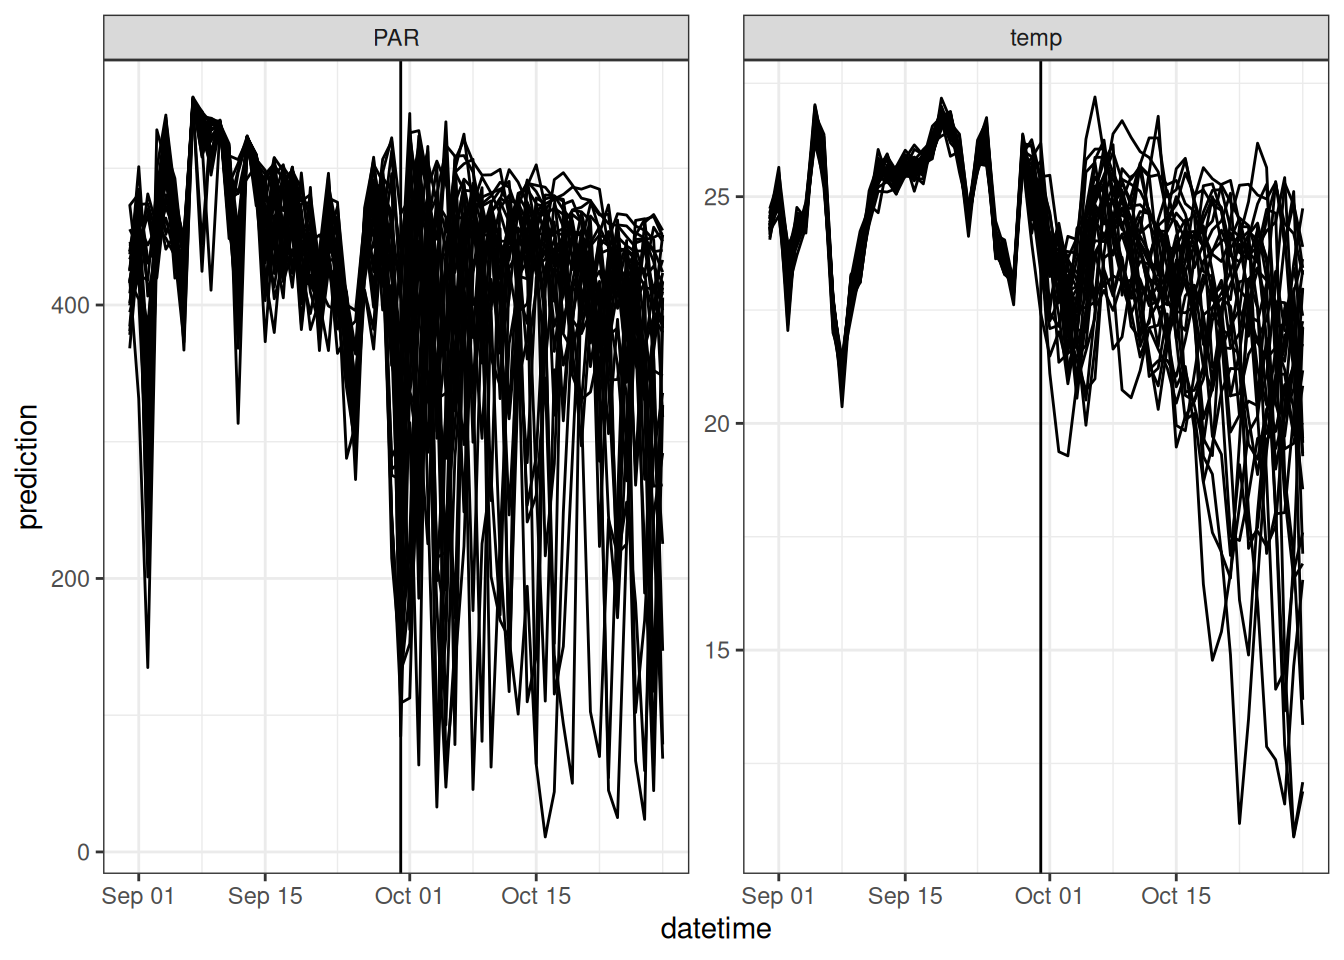 PAR
temp
prediction
400
200
0
25
20
15
Sep 01
Sep 15
Oct 01
Oct 15
Sep 01
Sep 15
Oct 01
Oct 15
datetime